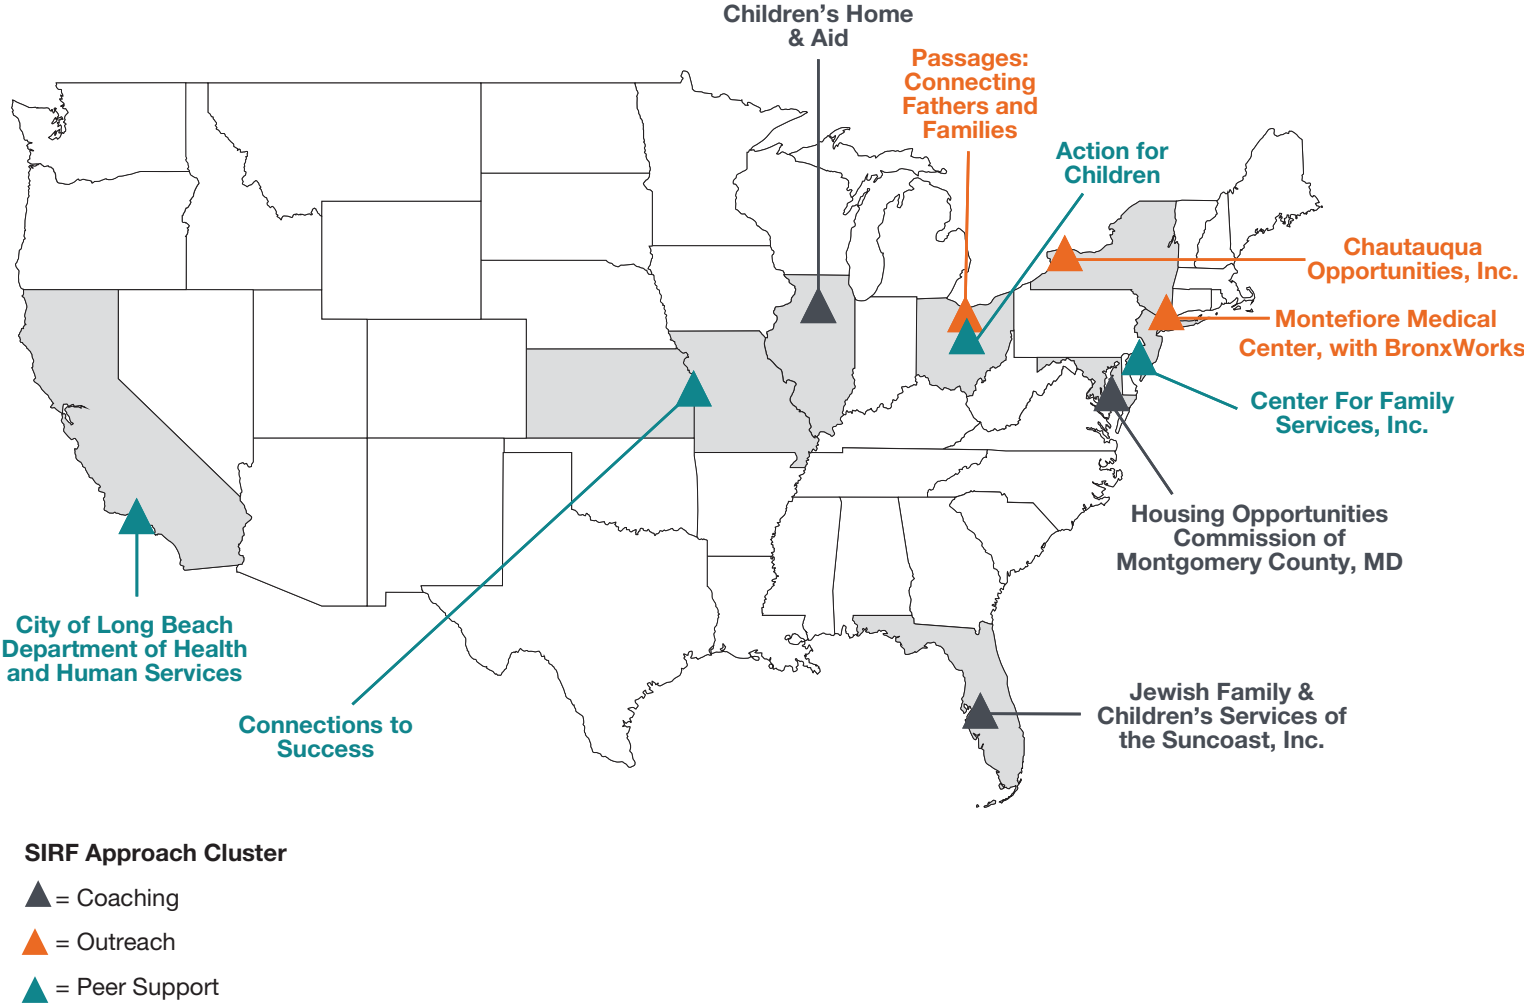 Children’s Home
& Aid
Passages:
Connecting
Fathers and
Families
Action for
Children
Chautauqua
Opportunities, Inc.
Montefiore Medical
Center, with BronxWorks
Center For Family
Services, Inc.
Housing Opportunities
Commission of
Montgomery County, MD
City of Long Beach
Department of Health
and Human Services
Connections to
Success
Jewish Family &
Children’s Services of
the Suncoast, Inc.
SIRF Approach Cluster
= Coaching
= Outreach
= Peer Support